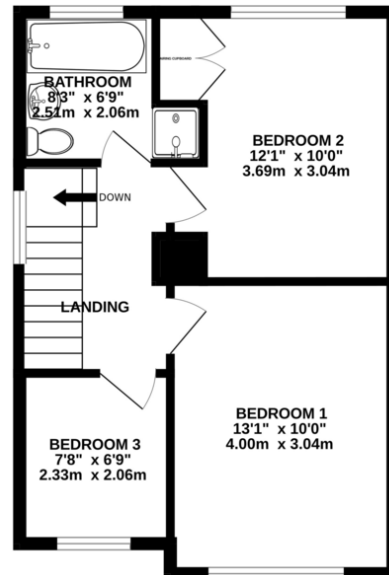 BATHROOM
8'3" x 6'9"
2.51m x 2.06m
BEDROOM 2
12'1" x 10'0"
3.69m x 3.04m
DOWN
LANDING
BEDROOM 1
13'1" x 10'0"
4.00m x 3.04m
BEDROOM 3
7'8" x 6'9"
2.33m x 2.06m